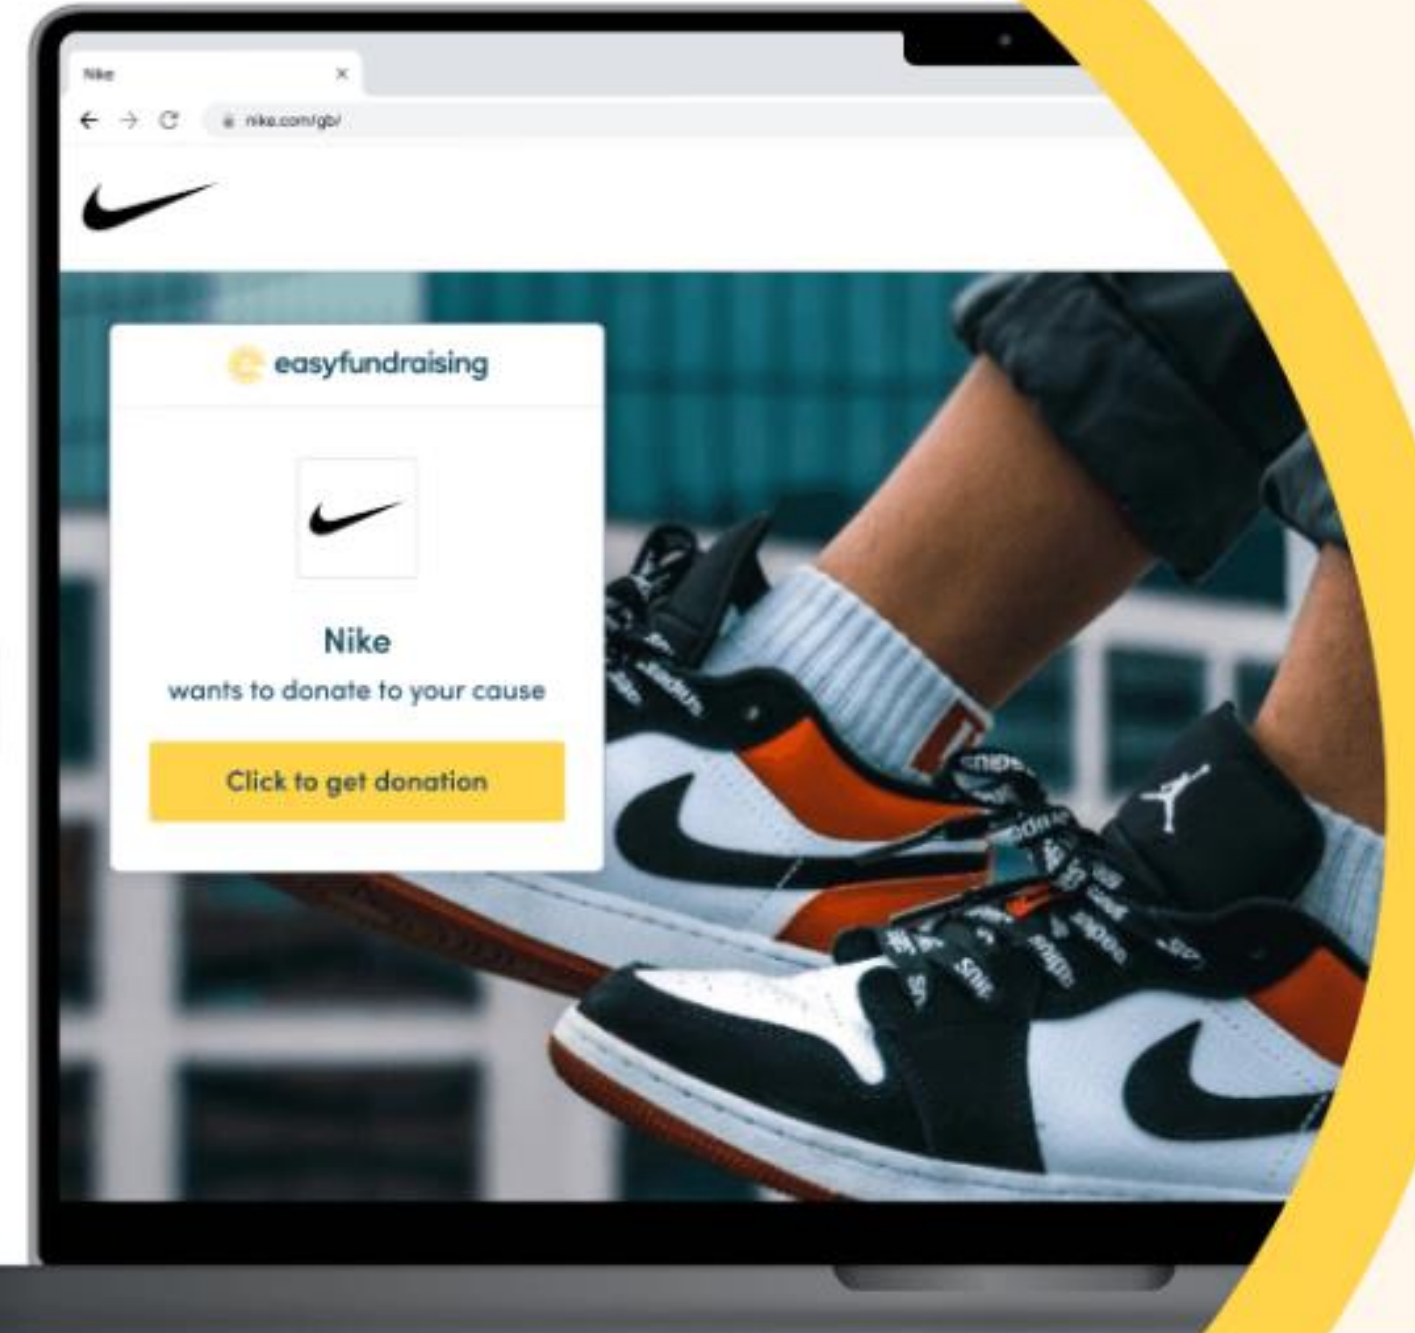 Nike
nike.com/gb/
easyfundraising
Nike
wants to donate to your cause
Click to get donation